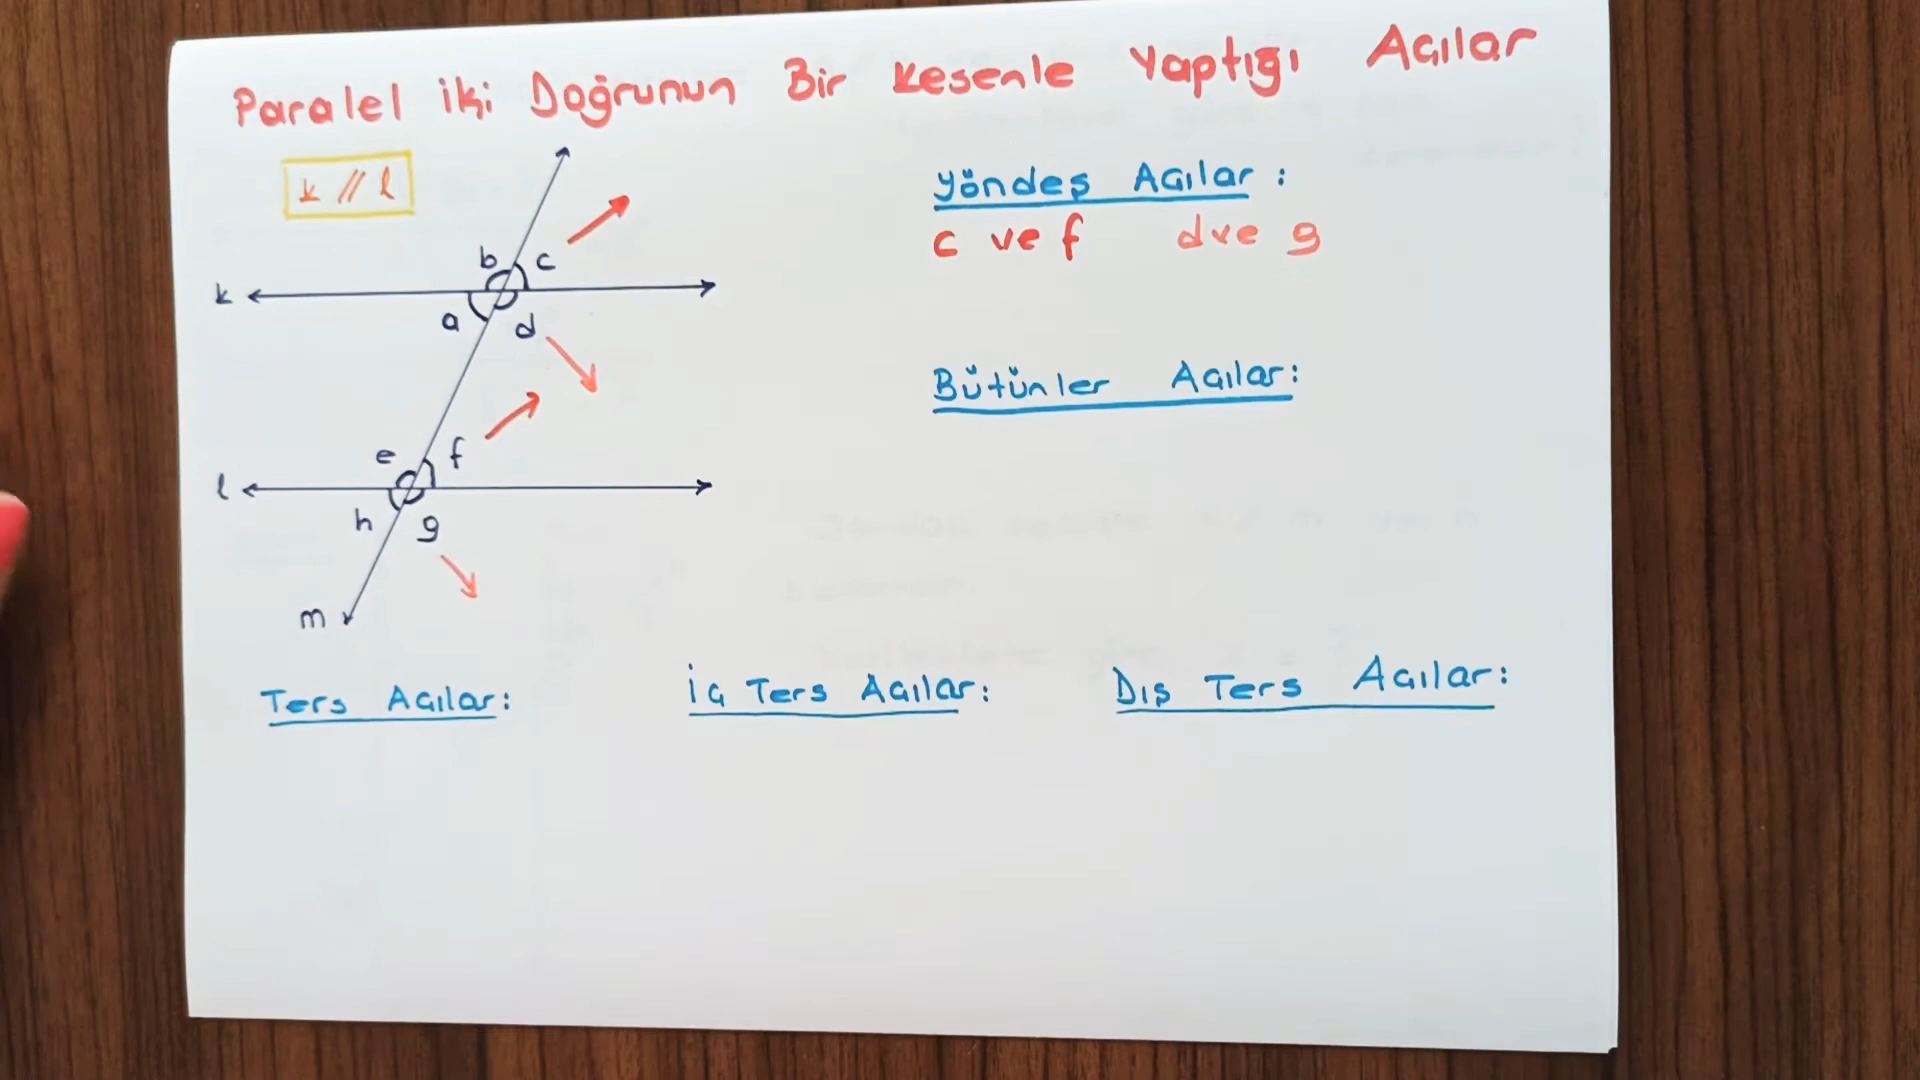 Paralel iki Doğrunun Bir Kesenle Yaptığı Açılar
k // l
Yöndeş Açılar :
c ve f d ve g
b c
k
a d
Bütünler Açılar:
e f
l
h g
m
Ters Açılar:
İç Ters Açılar:
Dış Ters Açılar: